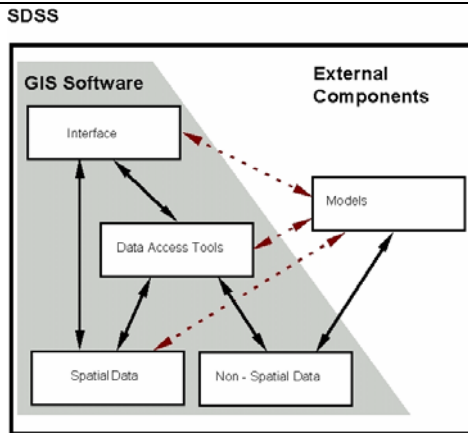 SDSS
GIS Software
External
Components
Interface
Models
Data Access Tools
Spatial Data
Non - Spatial Data